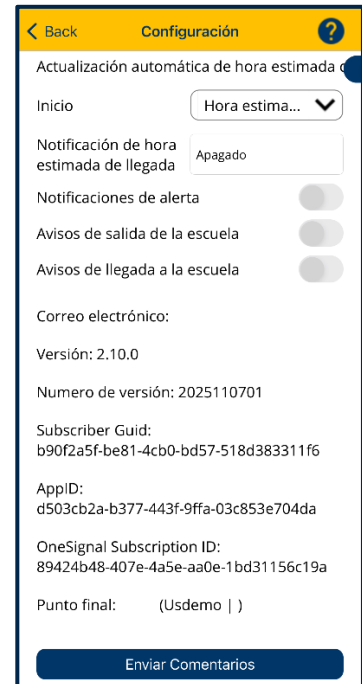 Back Configuración ?
Actualización automática de hora estimada
Inicio Hora estima...
Notificación de hora
estimada de llegada Apagado
Notificaciones de alerta
Avisos de salida de la escuela
Avisos de llegada a la escuela
Correo electrónico:
Versión: 2.10.0
Numero de versión: 2025110701
Subscriber Guid:
b90f2a5f-be81-4cb0-bd57-518d383311f6
AppID:
d503cb2a-b377-443f-9ffa-03c853e704da
OneSignal Subscription ID:
89424b48-407e-4a5e-aa0e-1bd31156c19a
Punto final: (Usdemo | )
Enviar Comentarios